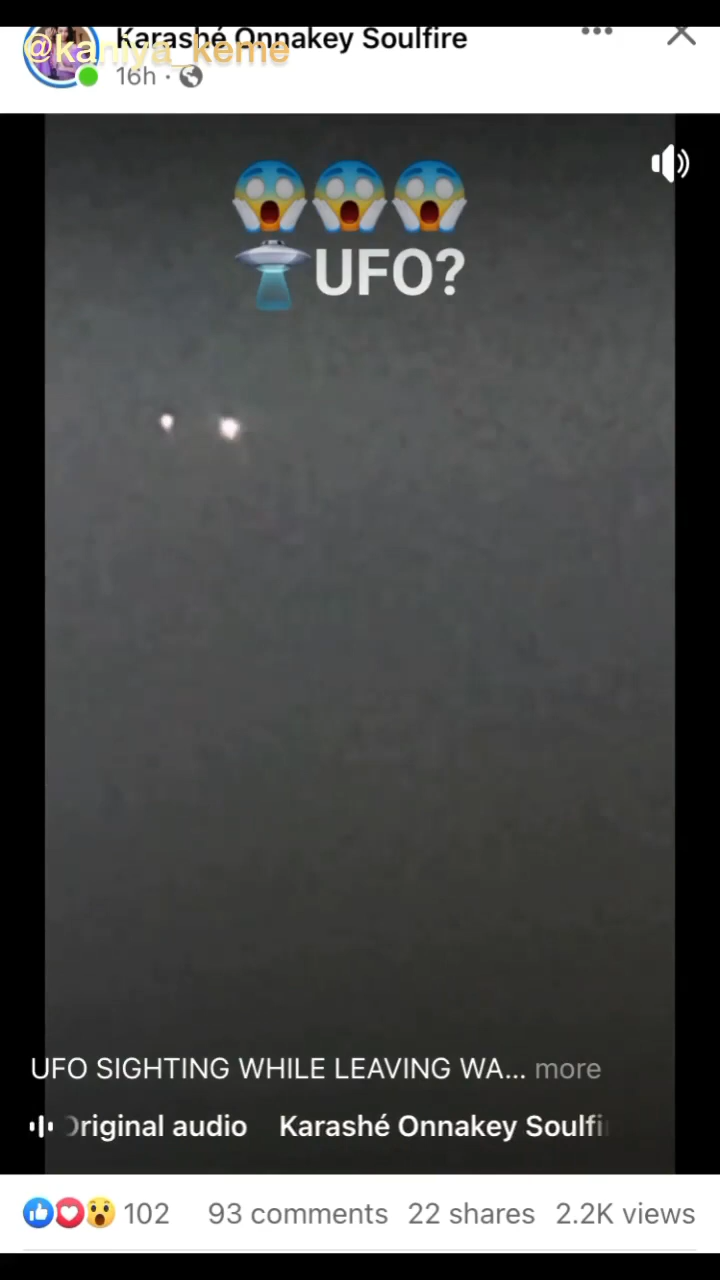 Karashé Onnakey Soulfire
@kaniya_keme
16h ·
UFO?
UFO SIGHTING WHILE LEAVING WA... more
Original audio Karashé Onnakey Soulfi
102 93 comments 22 shares 2.2K views